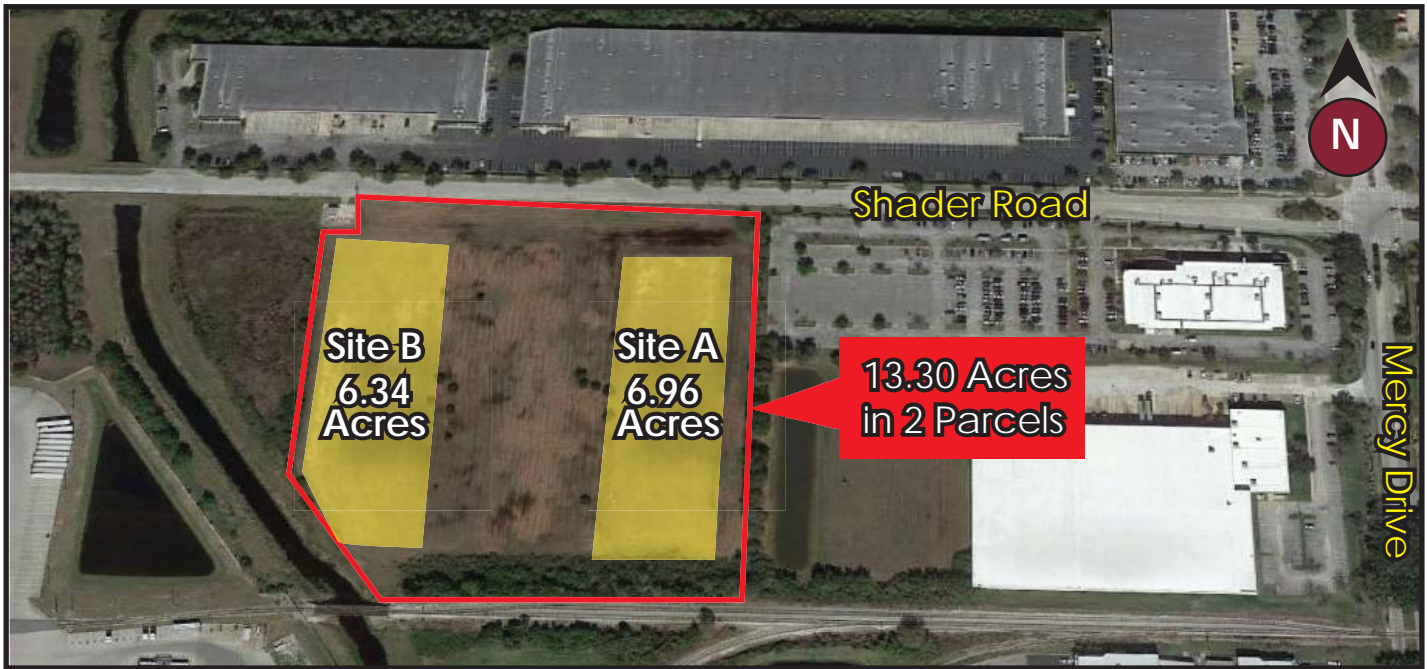 N
Shader Road
Site B
6.34
Acres
Site A
6.96
Acres
13.30 Acres
in 2 Parcels
Mercy Drive